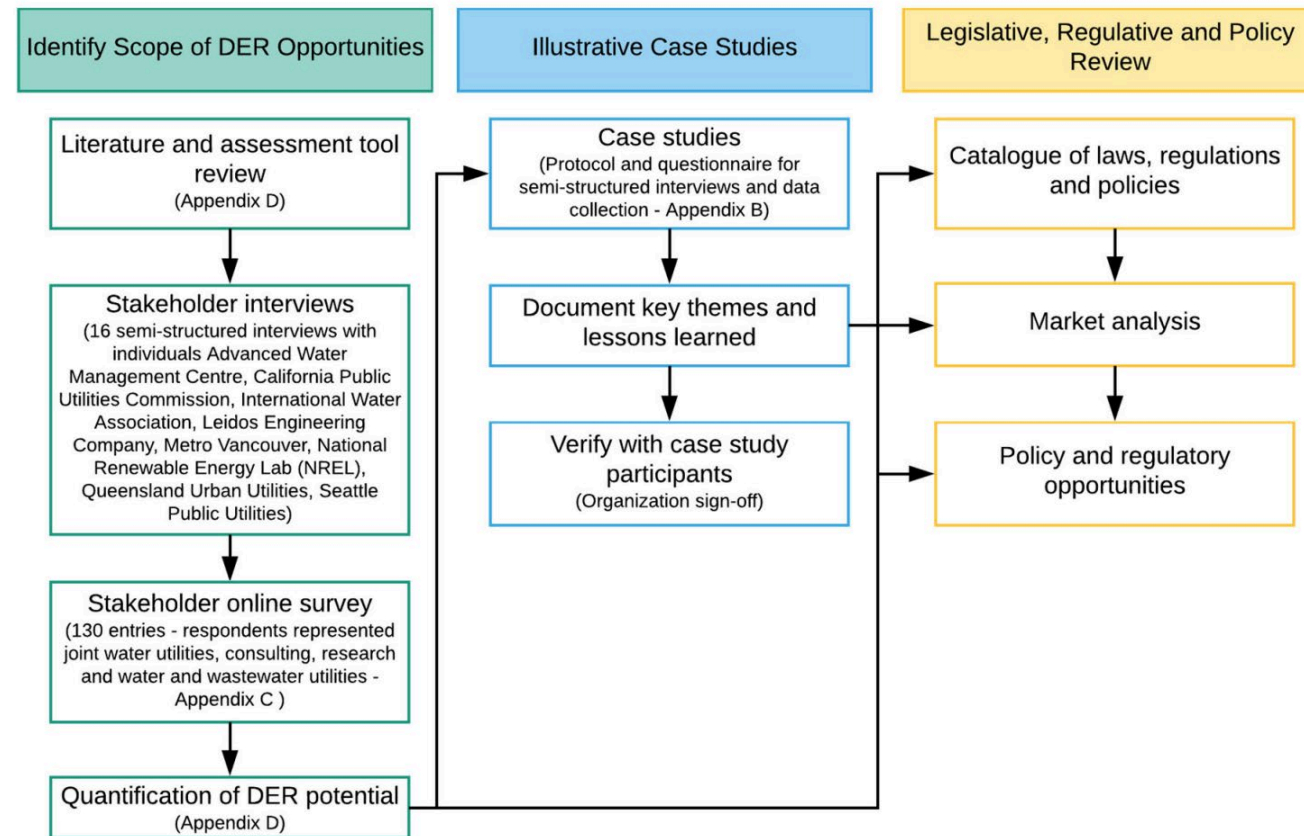 Identify Scope of DER Opportunities
Literature and assessment tool
review
(Appendix D)
Stakeholder interviews
(16 semi-structured interviews with
individuals Advanced Water
Management Centre, California Public
Utilities Commission, International Water
Association, Leidos Engineering
Company, Metro Vancouver, National
Renewable Energy Lab (NREL),
Queensland Urban Utilities, Seattle
Public Utilities)
Stakeholder online survey
(130 entries - respondents represented
joint water utilities, consulting, research
and water and wastewater utilities -
Appendix C )
Quantification of DER potential
(Appendix D)
Illustrative Case Studies
Case studies
(Protocol and questionnaire for
semi-structured interviews and data
collection - Appendix B)
Document key themes and
lessons learned
Verify with case study
participants
(Organization sign-off)
Legislative, Regulative and Policy
Review
Catalogue of laws, regulations
and policies
Market analysis
Policy and regulatory
opportunities